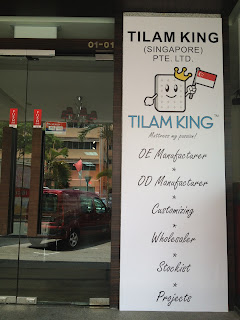 01-01
TILAM KING
(SINGAPORE)
PTE. LTD.
TILAM KING™
Mattress my passion!
OE Manufacturer
*
OD Manufacturer
*
Customizing
*
Wholesaler
*
Stockist
*
Projects